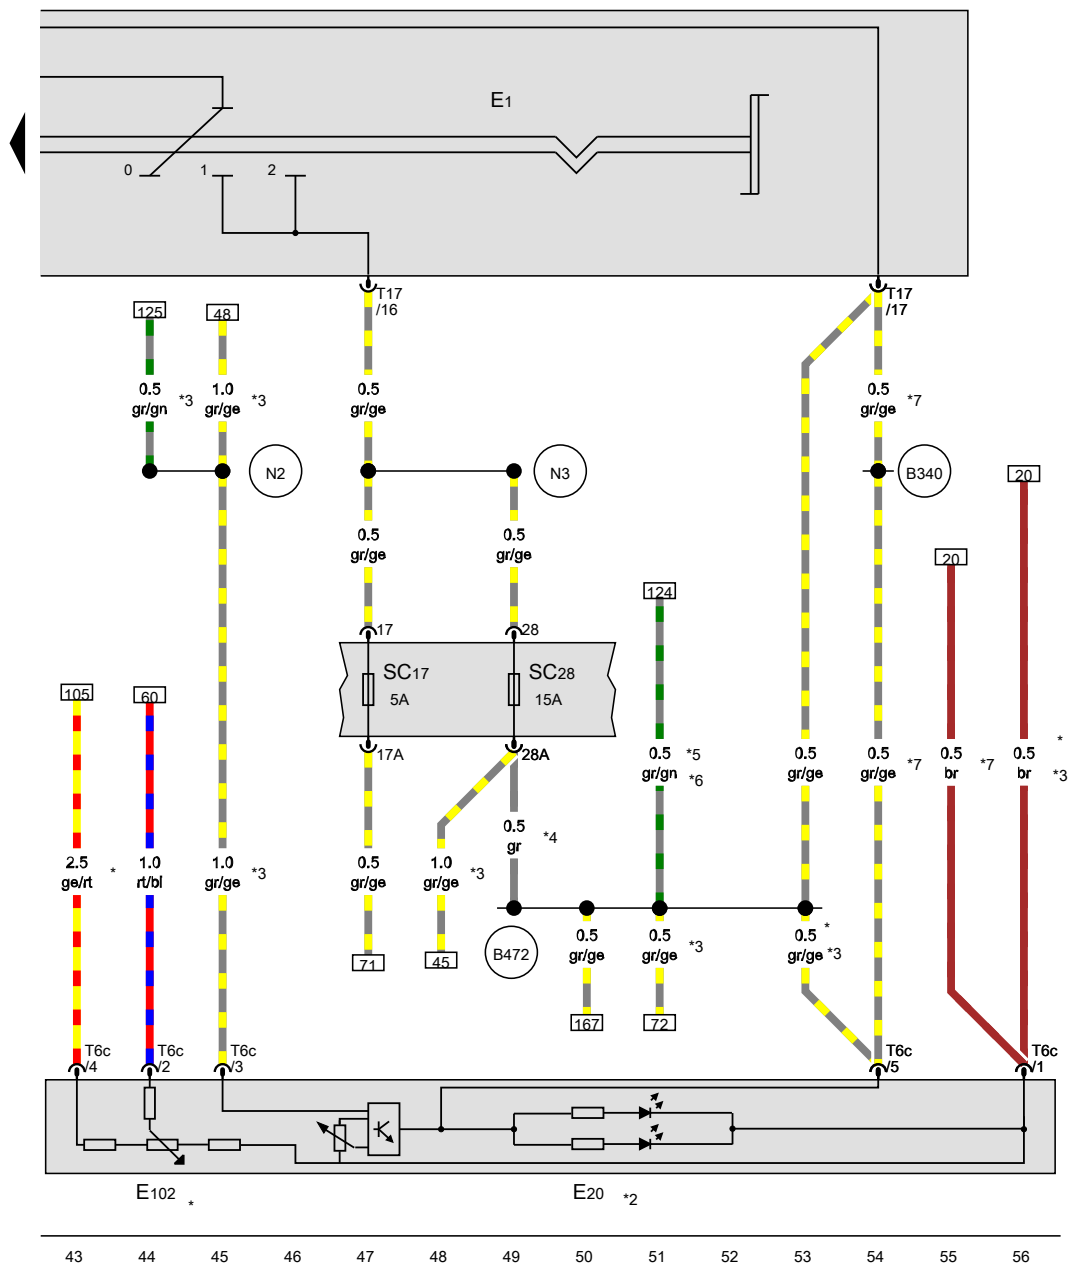 E1
0 1 2
T17
/16
T17
/17
125
48
0.5
gr/gn
*3
1.0
gr/ge
*3
0.5
gr/ge
0.5
gr/ge
*7
N2
N3
B340
20
0.5
gr/ge
0.5
gr/ge
20
124
17
28
SC17
5A
SC28
15A
105
60
17A
28A
0.5
gr/gn
*5
*6
0.5
gr/ge
0.5
gr/ge
*7
0.5
br
*7
0.5
br
*
*3
2.5
ge/rt
*
1.0
rt/bl
1.0
gr/ge
*3
0.5
gr/ge
1.0
gr/ge
*3
0.5
gr
*4
71
45
B472
0.5
gr/ge
0.5
gr/ge
*3
0.5
gr/ge
*
*3
167
72
T6c
/4
T6c
/2
T6c
/3
T6c
/5
T6c
/1
E102
*
E20
*2
43 44 45 46 47 48 49 50 51 52 53 54 55 56